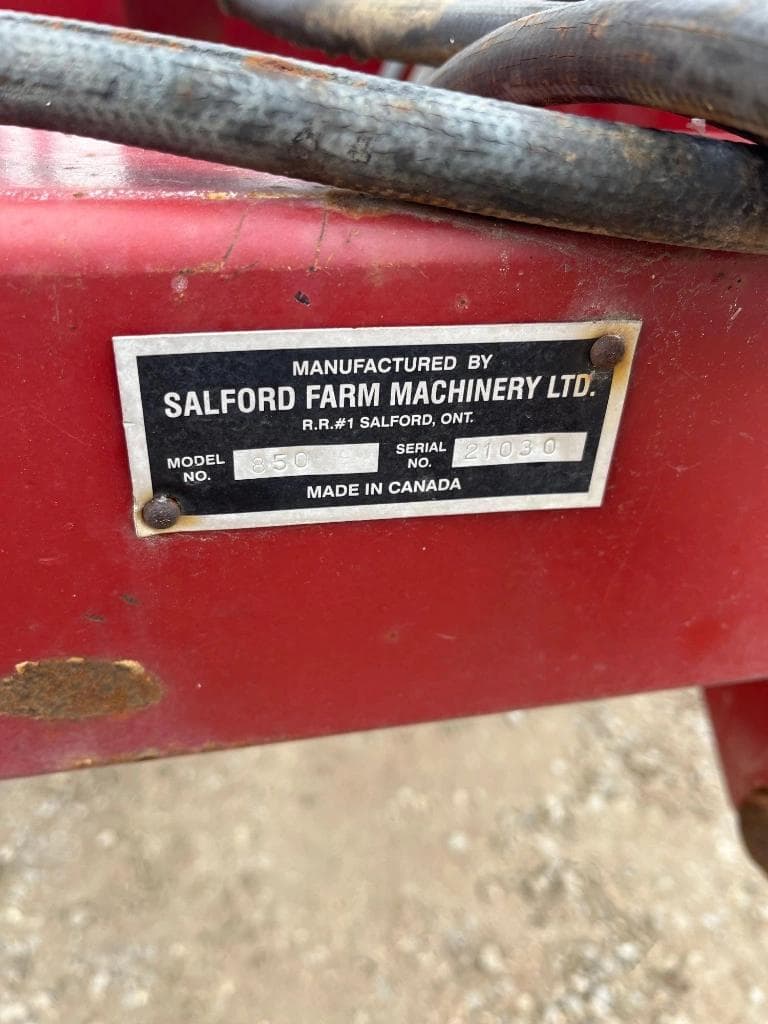 MANUFACTURED BY
SALFORD FARM MACHINERY LTD.
R.R.#1 SALFORD, ONT.
MODEL NO. 850
SERIAL NO. 21030
MADE IN CANADA